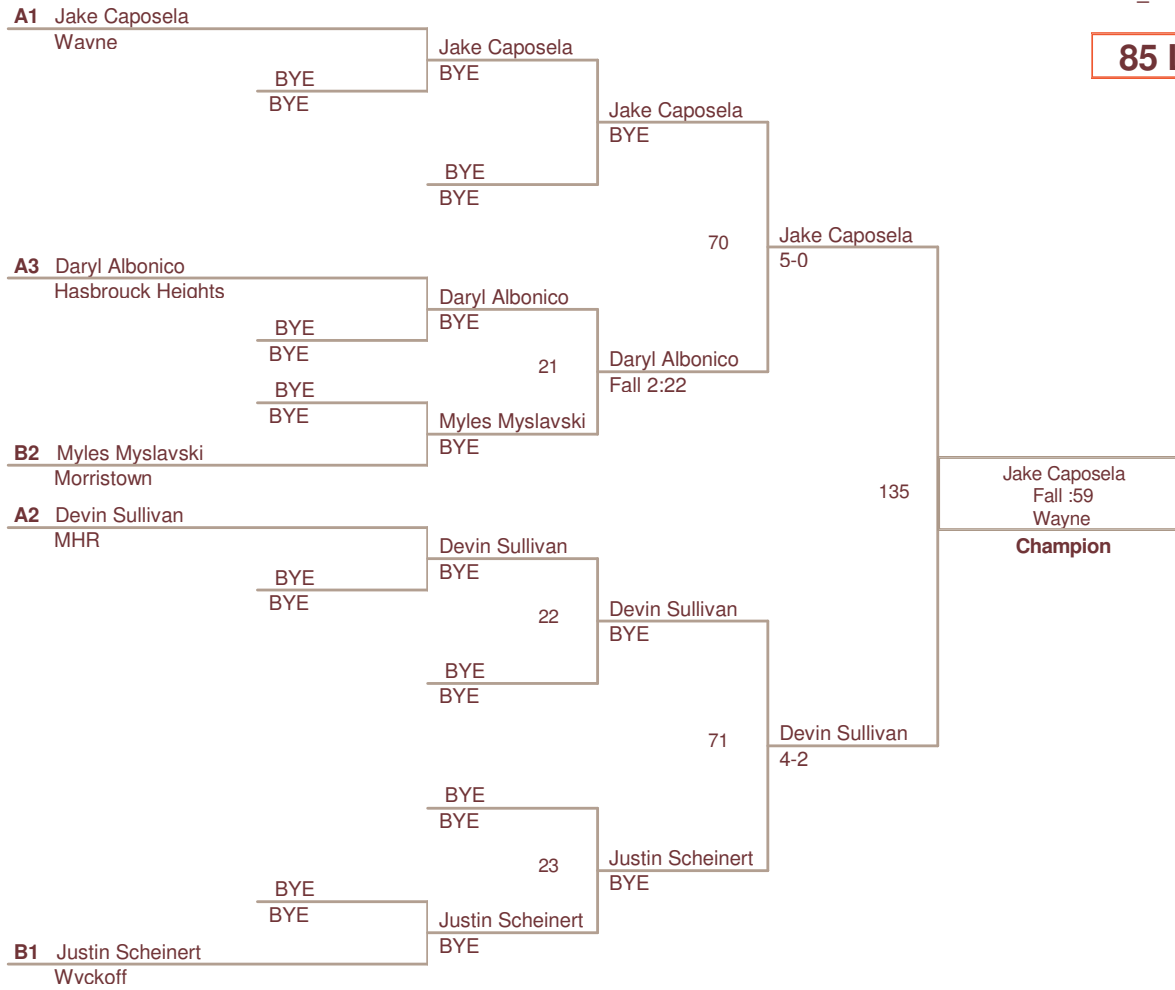 A1 Jake Caposela
Wayne
Jake Caposela
BYE
BYE
BYE
85
Jake Caposela
BYE
BYE
BYE
70
Jake Caposela
5-0
A3 Daryl Albonico
Hasbrouck Heights
Daryl Albonico
BYE
BYE
BYE
21
Daryl Albonico
Fall 2:22
BYE
BYE
Myles Myslavski
BYE
B2 Myles Myslavski
Morristown
135
Jake Caposela
Fall :59
Wayne
Champion
A2 Devin Sullivan
MHR
Devin Sullivan
BYE
BYE
BYE
22
Devin Sullivan
BYE
BYE
BYE
71
Devin Sullivan
4-2
BYE
BYE
23
Justin Scheinert
BYE
BYE
BYE
Justin Scheinert
BYE
B1 Justin Scheinert
Wyckoff